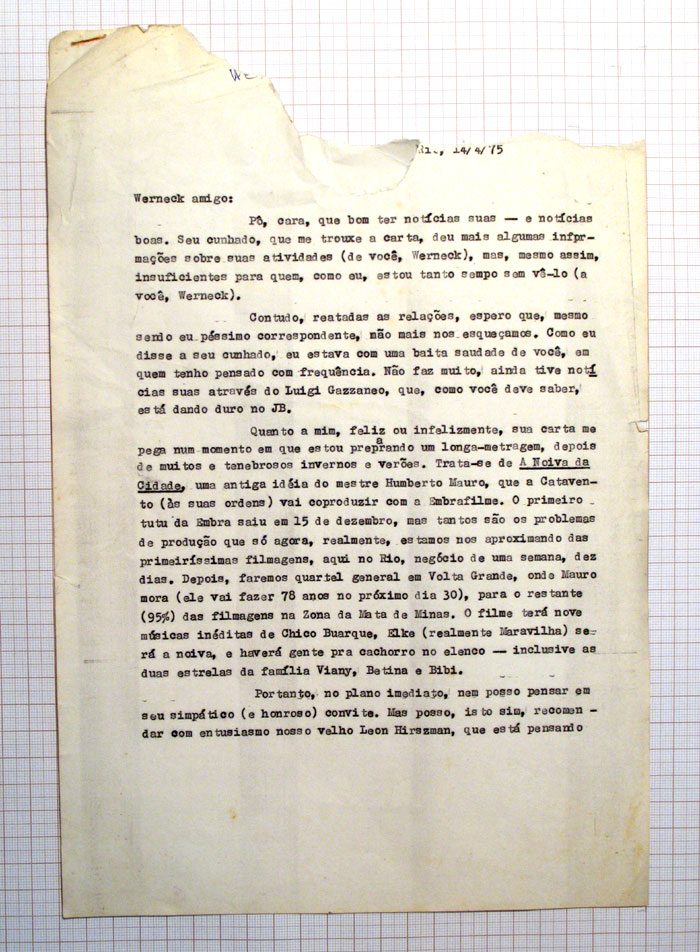 WE
Rio, 14/4/75
Werneck amigo:
Pô, cara, que bom ter notícias suas — e notícias
boas. Seu cunhado, que me trouxe a carta, deu mais algumas infpr-
mações sobre suas atividades (de você, Werneck), mas, mesmo assim,
insuficientes para quem, como eu, estou tanto sempo sem vê-lo (a
você, Werneck).
Contudo, reatadas as relações, espero que, mesmo
sendo eu péssimo correspondente, não mais nos esqueçamos. Como eu
disse a seu cunhado, eu estava com uma baita saudade de você, em
quem tenho pensado com frequência. Não faz muito, ainda tive notí
cias suas através do Luigi Gazzaneo, que, como você deve saber,
está dando duro no JB.
Quanto a mim, feliz ou infelizmente, sua carta me
pega num momento em que estou preparando um longa-metragem, depois
de muitos e tenebrosos invernos e verões. Trata-se de A Noiva da
Cidade, uma antiga idéia do mestre Humberto Mauro, que a Cataven-
to (às suas ordens) vai coproduzir com a Embrafilme. O primeiro
tutu da Embra saiu em 15 de dezembro, mas tantos são os problemas
de produção que só agora, realmente, estamos nos aproximando das
primeiríssimas filmagens, aqui no Rio, negócio de uma semana, dez
dias. Depois, faremos quartel general em Volta Grande, onde Mauro
mora (ele vai fazer 78 anos no próximo dia 30), para o restante
(95%) das filmagens na Zona da Mata de Minas. O filme terá nove
músicas inéditas de Chico Buarque, Elke (realmente Maravilha) se-
rá a noiva, e haverá gente pra cachorro no elenco — inclusive as
duas estrelas da família Viany, Betina e Bibi.
Portanto, no plano imediato, nem posso pensar em
seu simpático (e honroso) convite. Mas posso, isto sim, recomen -
dar com entusiasmo nosso velho Leon Hirszman, que está pensando